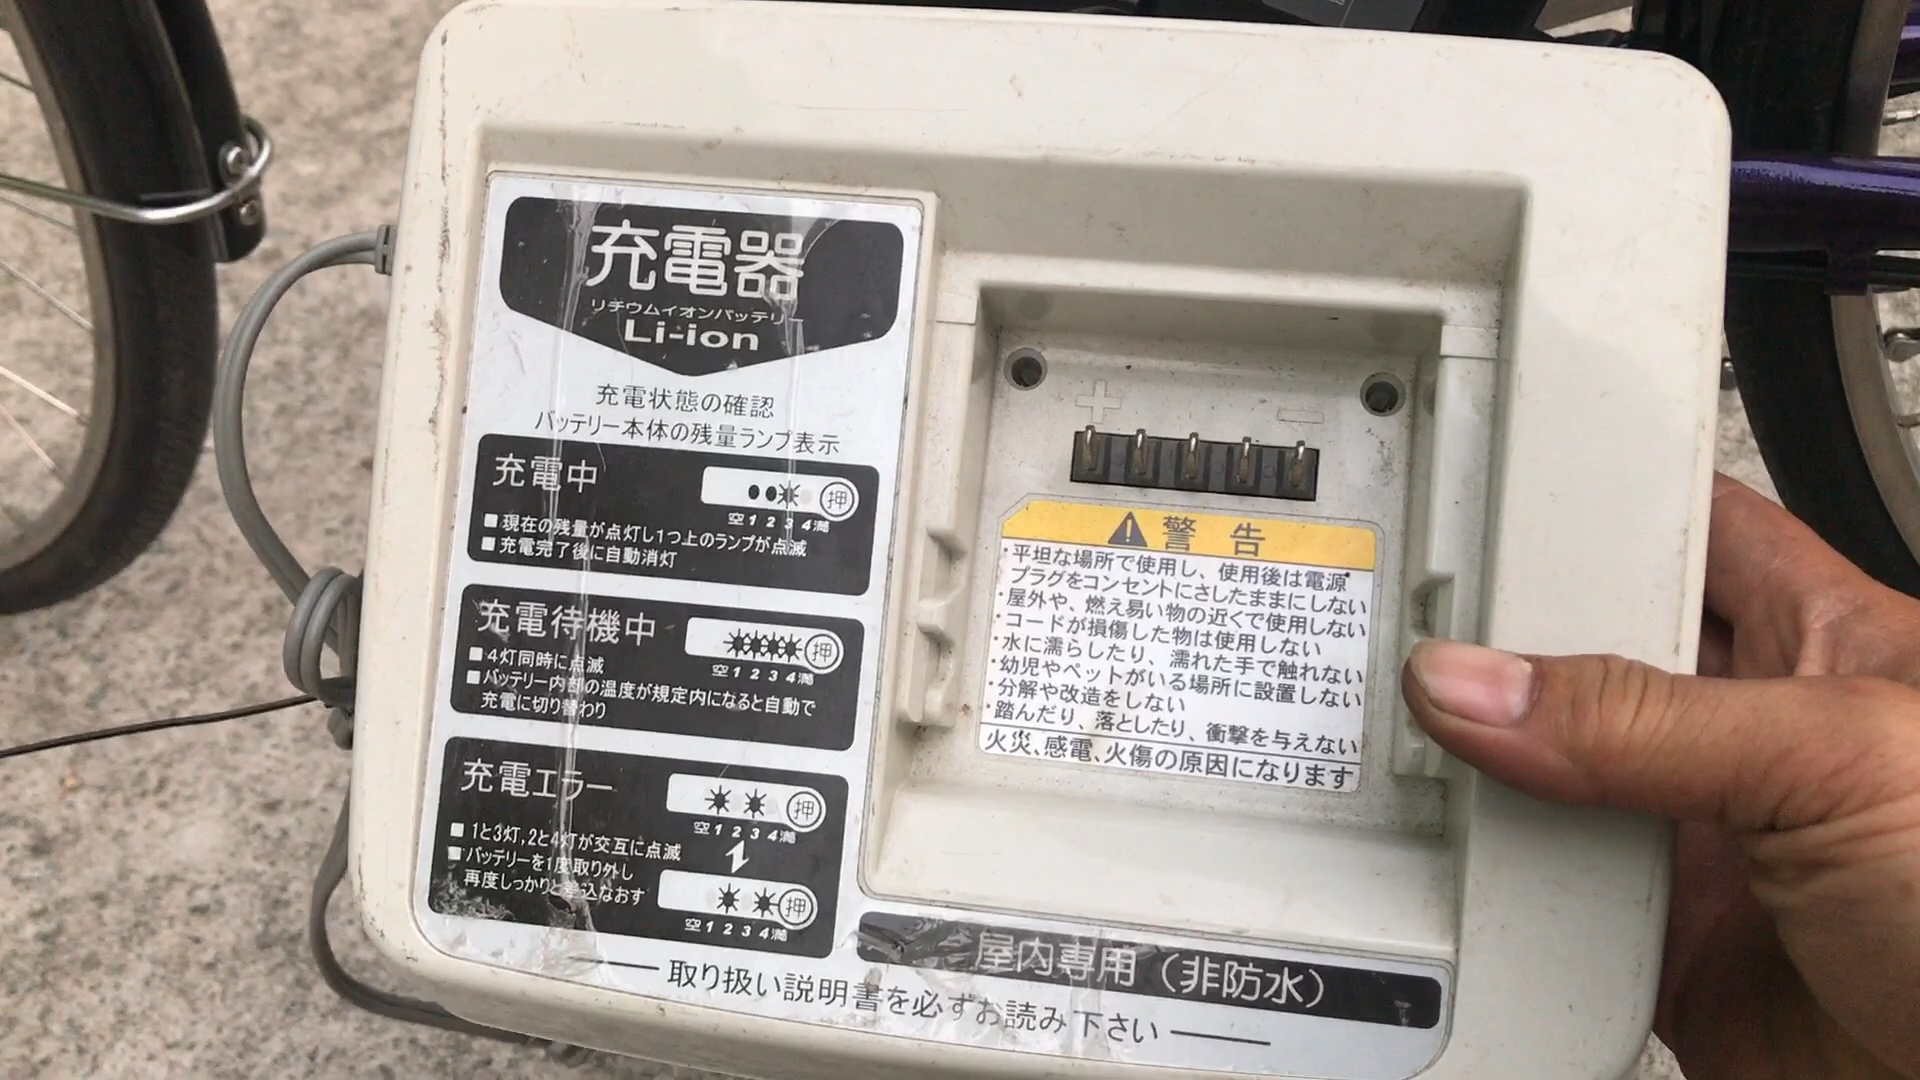 充電器
リチウムイオンバッテリー
Li-ion
充電状態の確認
バッテリー本体の残量ランプ表示
充電中
押
空1 2 3 4満
■現在の残量が点灯し1つ上のランプが点滅
■充電完了後に自動消灯
充電待機中
押
空1 2 3 4満
■4灯同時に点滅
■バッテリー内部の温度が規定内になると自動で
充電に切り替わり
充電エラー
押
空1 2 3 4満
■1と3灯,2と4灯が交互に点滅
■バッテリーを1度取り外し
再度しっかりと差込なおす
押
空1 2 3 4満
+ −
警告
・平坦な場所で使用し、使用後は電源
プラグをコンセントにさしたままにしない
・屋外や、燃え易い物の近くで使用しない
・コードが損傷した物は使用しない
・水に濡らしたり、濡れた手で触れない
・幼児やペットがいる場所に設置しない
・分解や改造をしない
・踏んだり、落としたり、衝撃を与えない
火災、感電、火傷の原因になります
屋内専用（非防水）
取り扱い説明書を必ずお読み下さい